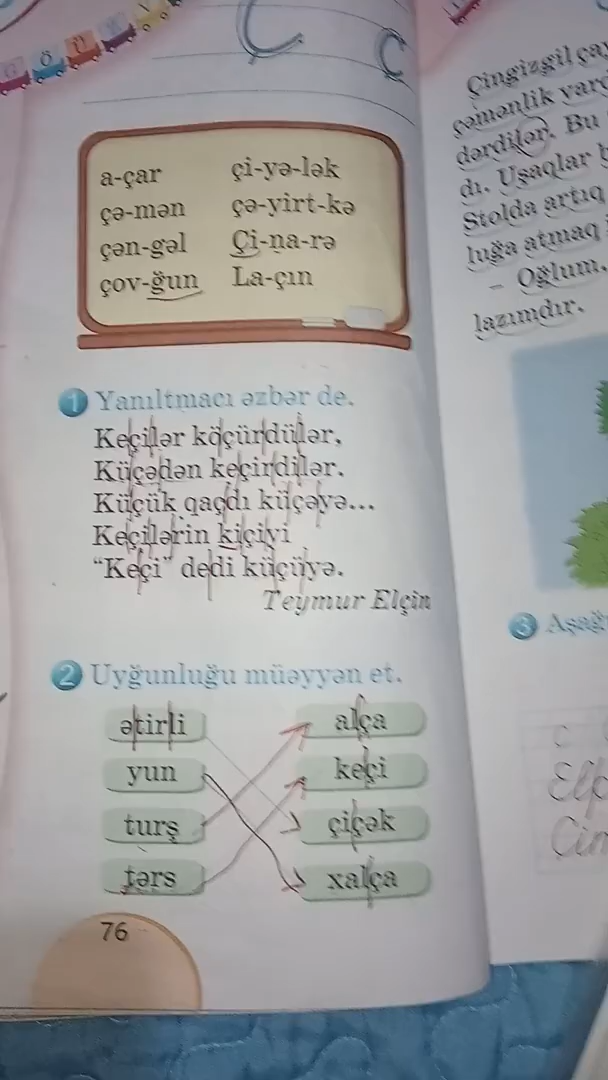 a-çar çi-yə-lək
çə-mən çə-yirt-kə
çən-gəl Çi-na-rə
çov-ğun La-çın
1 Yanıltmacı əzbər de.
Keçilər köçürdülər,
Küçədən keçirdilər.
Küçük qaçdı küçəyə...
Keçilərin kiçiyi
“Keçi” dedi küçüyə.
Teymur Elçin
2 Uyğunluğu müəyyən et.
ətirli alça
yun keçi
turş çiçək
tərs xalça
76
Çingizgil
çəmənlik
dərdilər. Bu
dı. Uşaqlar
Stolda artıq
luğa atmaq
– Oğlum,
lazımdır.
3